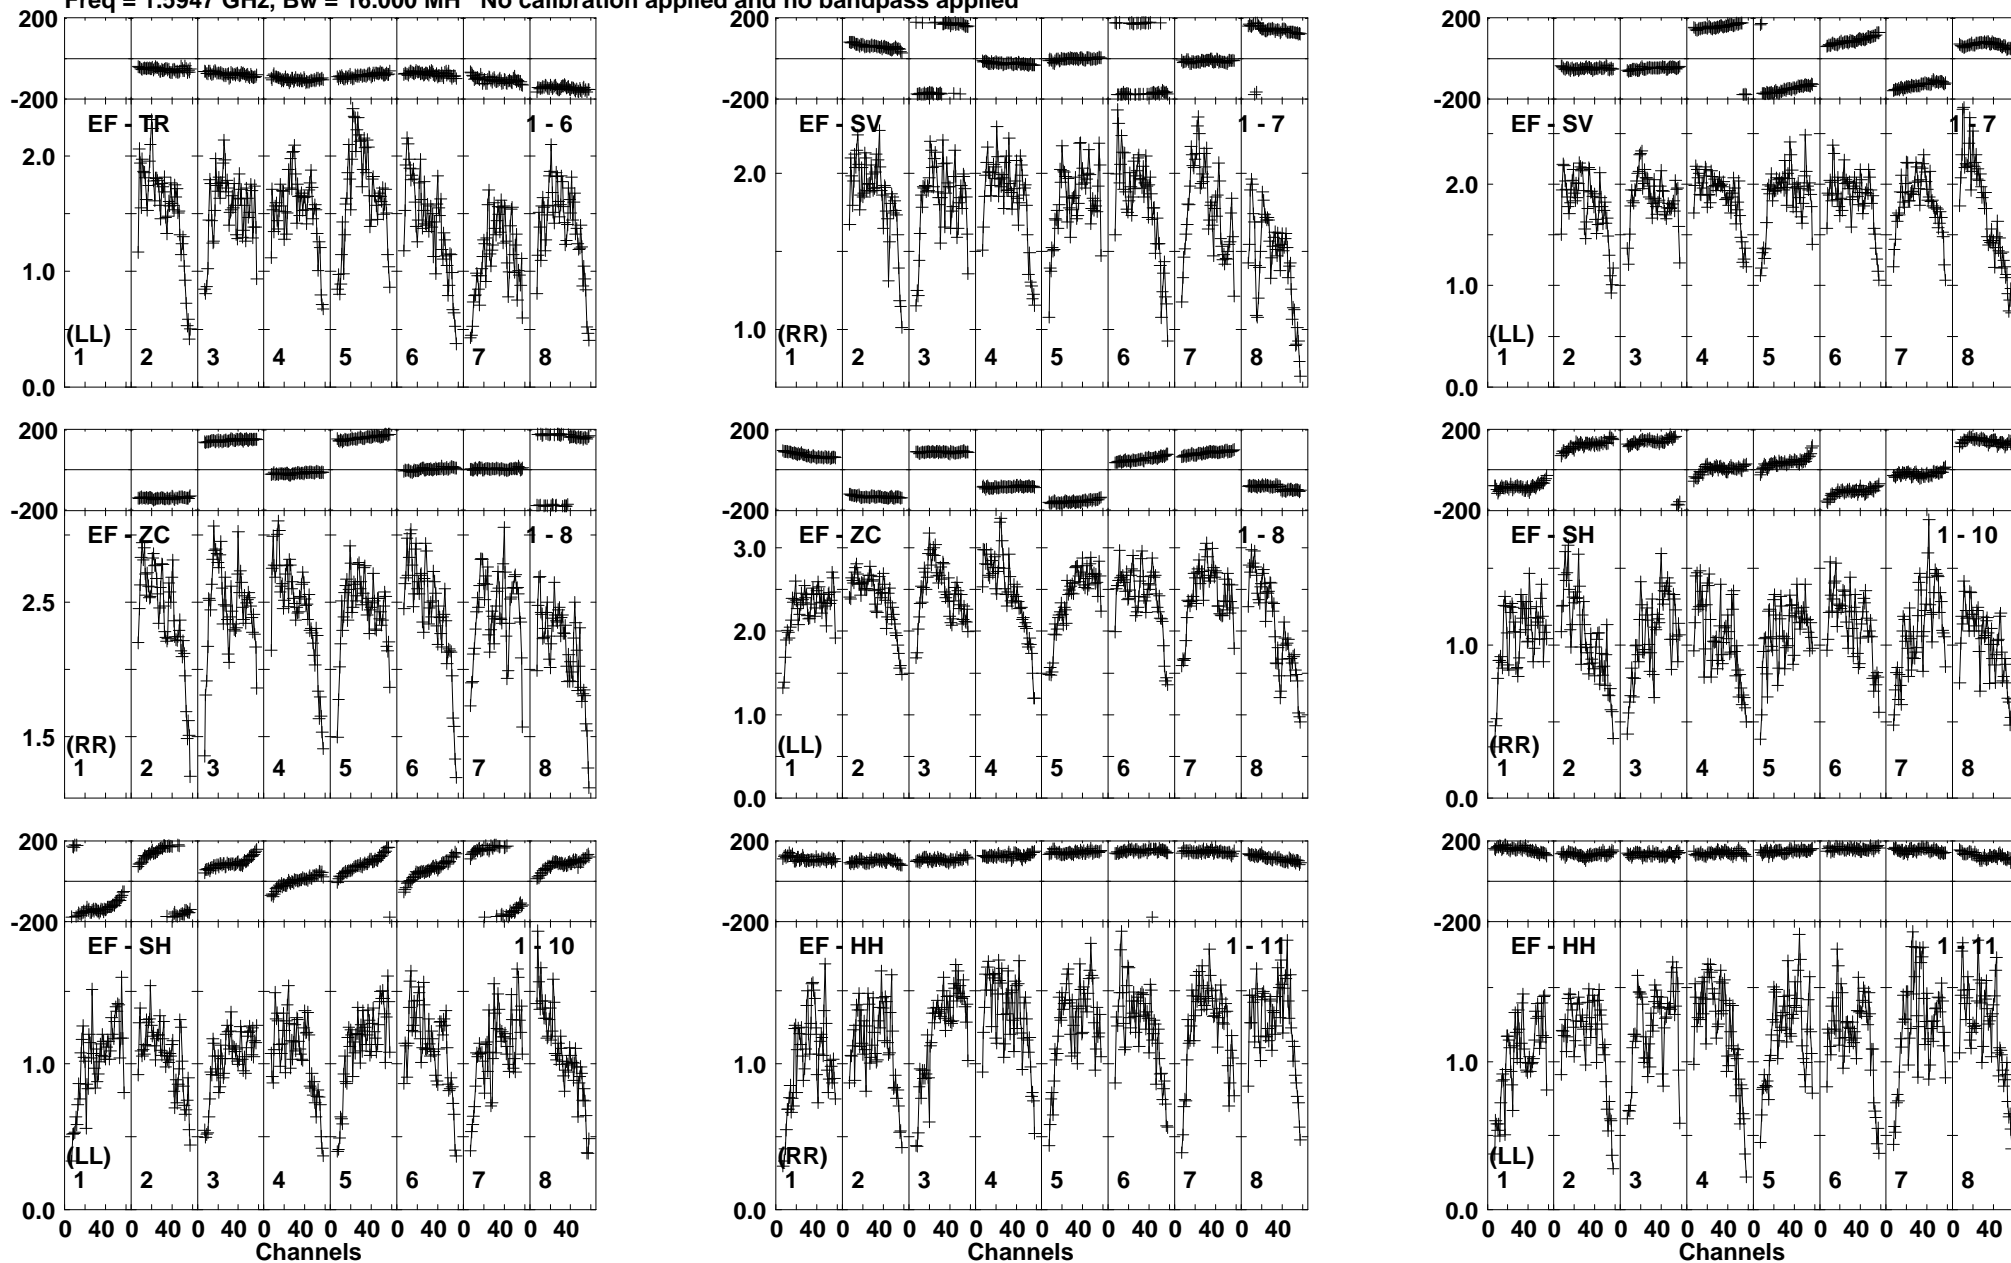 Freq = 1.5947 GHz, Bw = 16.000 MH No calibration applied and no bandpass applied
200
-200
EF - TR 1 - 6
2.0
1.0
(LL)
1 2 3 4 5 6 7 8
0.0
200
-200
EF - SV 1 - 7
2.0
1.0
(RR)
1 2 3 4 5 6 7 8
200
-200
EF - SV 1 - 7
2.0
1.0
(LL)
1 2 3 4 5 6 7 8
0.0
200
-200
EF - ZC 1 - 8
2.5
1.5
(RR)
1 2 3 4 5 6 7 8
200
-200
EF - ZC 1 - 8
3.0
2.0
1.0
(LL)
1 2 3 4 5 6 7 8
0.0
200
-200
EF - SH 1 - 10
1.0
(RR)
1 2 3 4 5 6 7 8
0.0
200
-200
EF - SH 1 - 10
1.0
(LL)
1 2 3 4 5 6 7 8
0.0
0 40 0 40 0 40 0 40 0 40 0 40 0 40 0 40
Channels
200
-200
EF - HH 1 - 11
1.0
(RR)
1 2 3 4 5 6 7 8
0.0
0 40 0 40 0 40 0 40 0 40 0 40 0 40 0 40
200
-200
EF - HH 1 - 11
1.0
(LL)
1 2 3 4 5 6 7 8
0.0
0 40 0 40 0 40 0 40 0 40 0 40 0 40 0 40
Channels